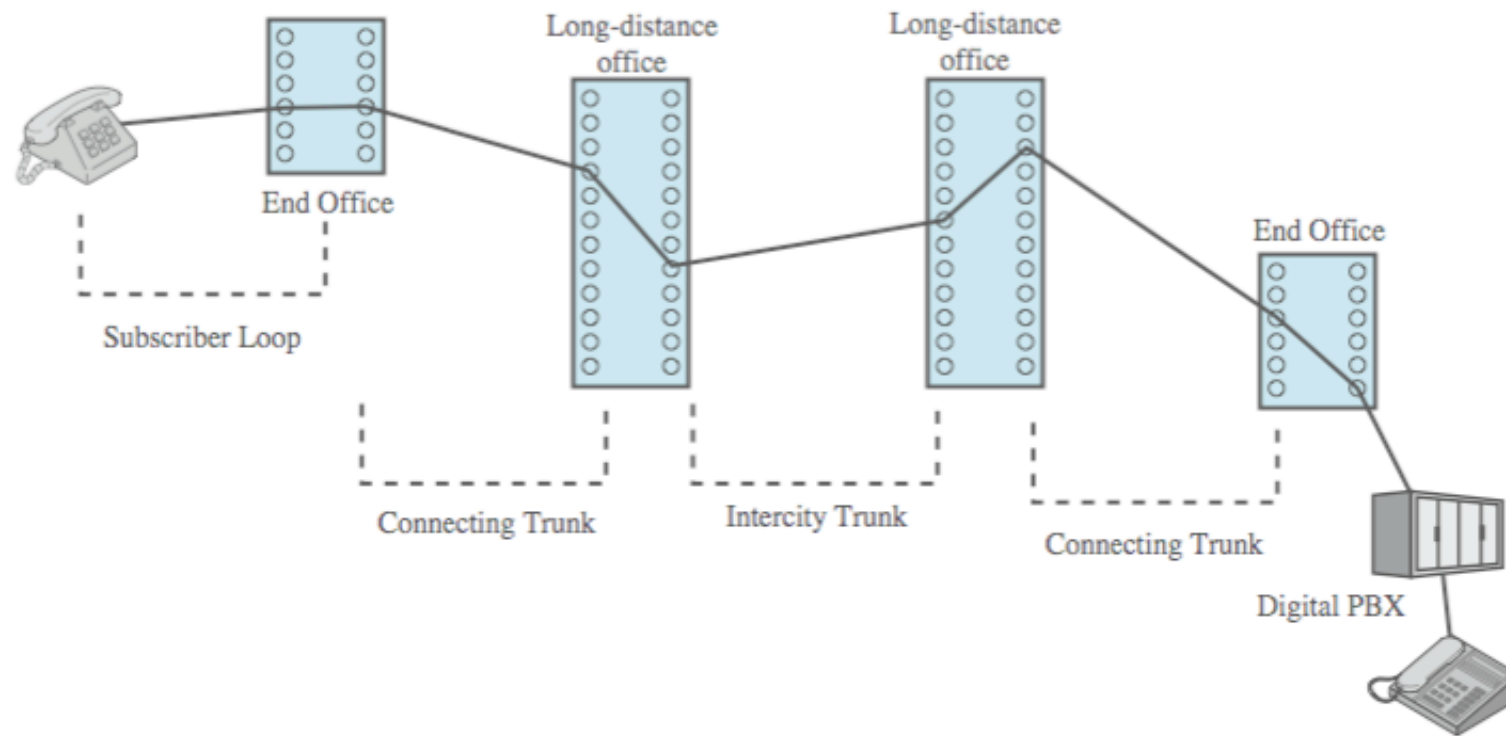 Long-distance
office
Long-distance
office
End Office
End Office
Subscriber Loop
Connecting Trunk
Intercity Trunk
Connecting Trunk
Digital PBX